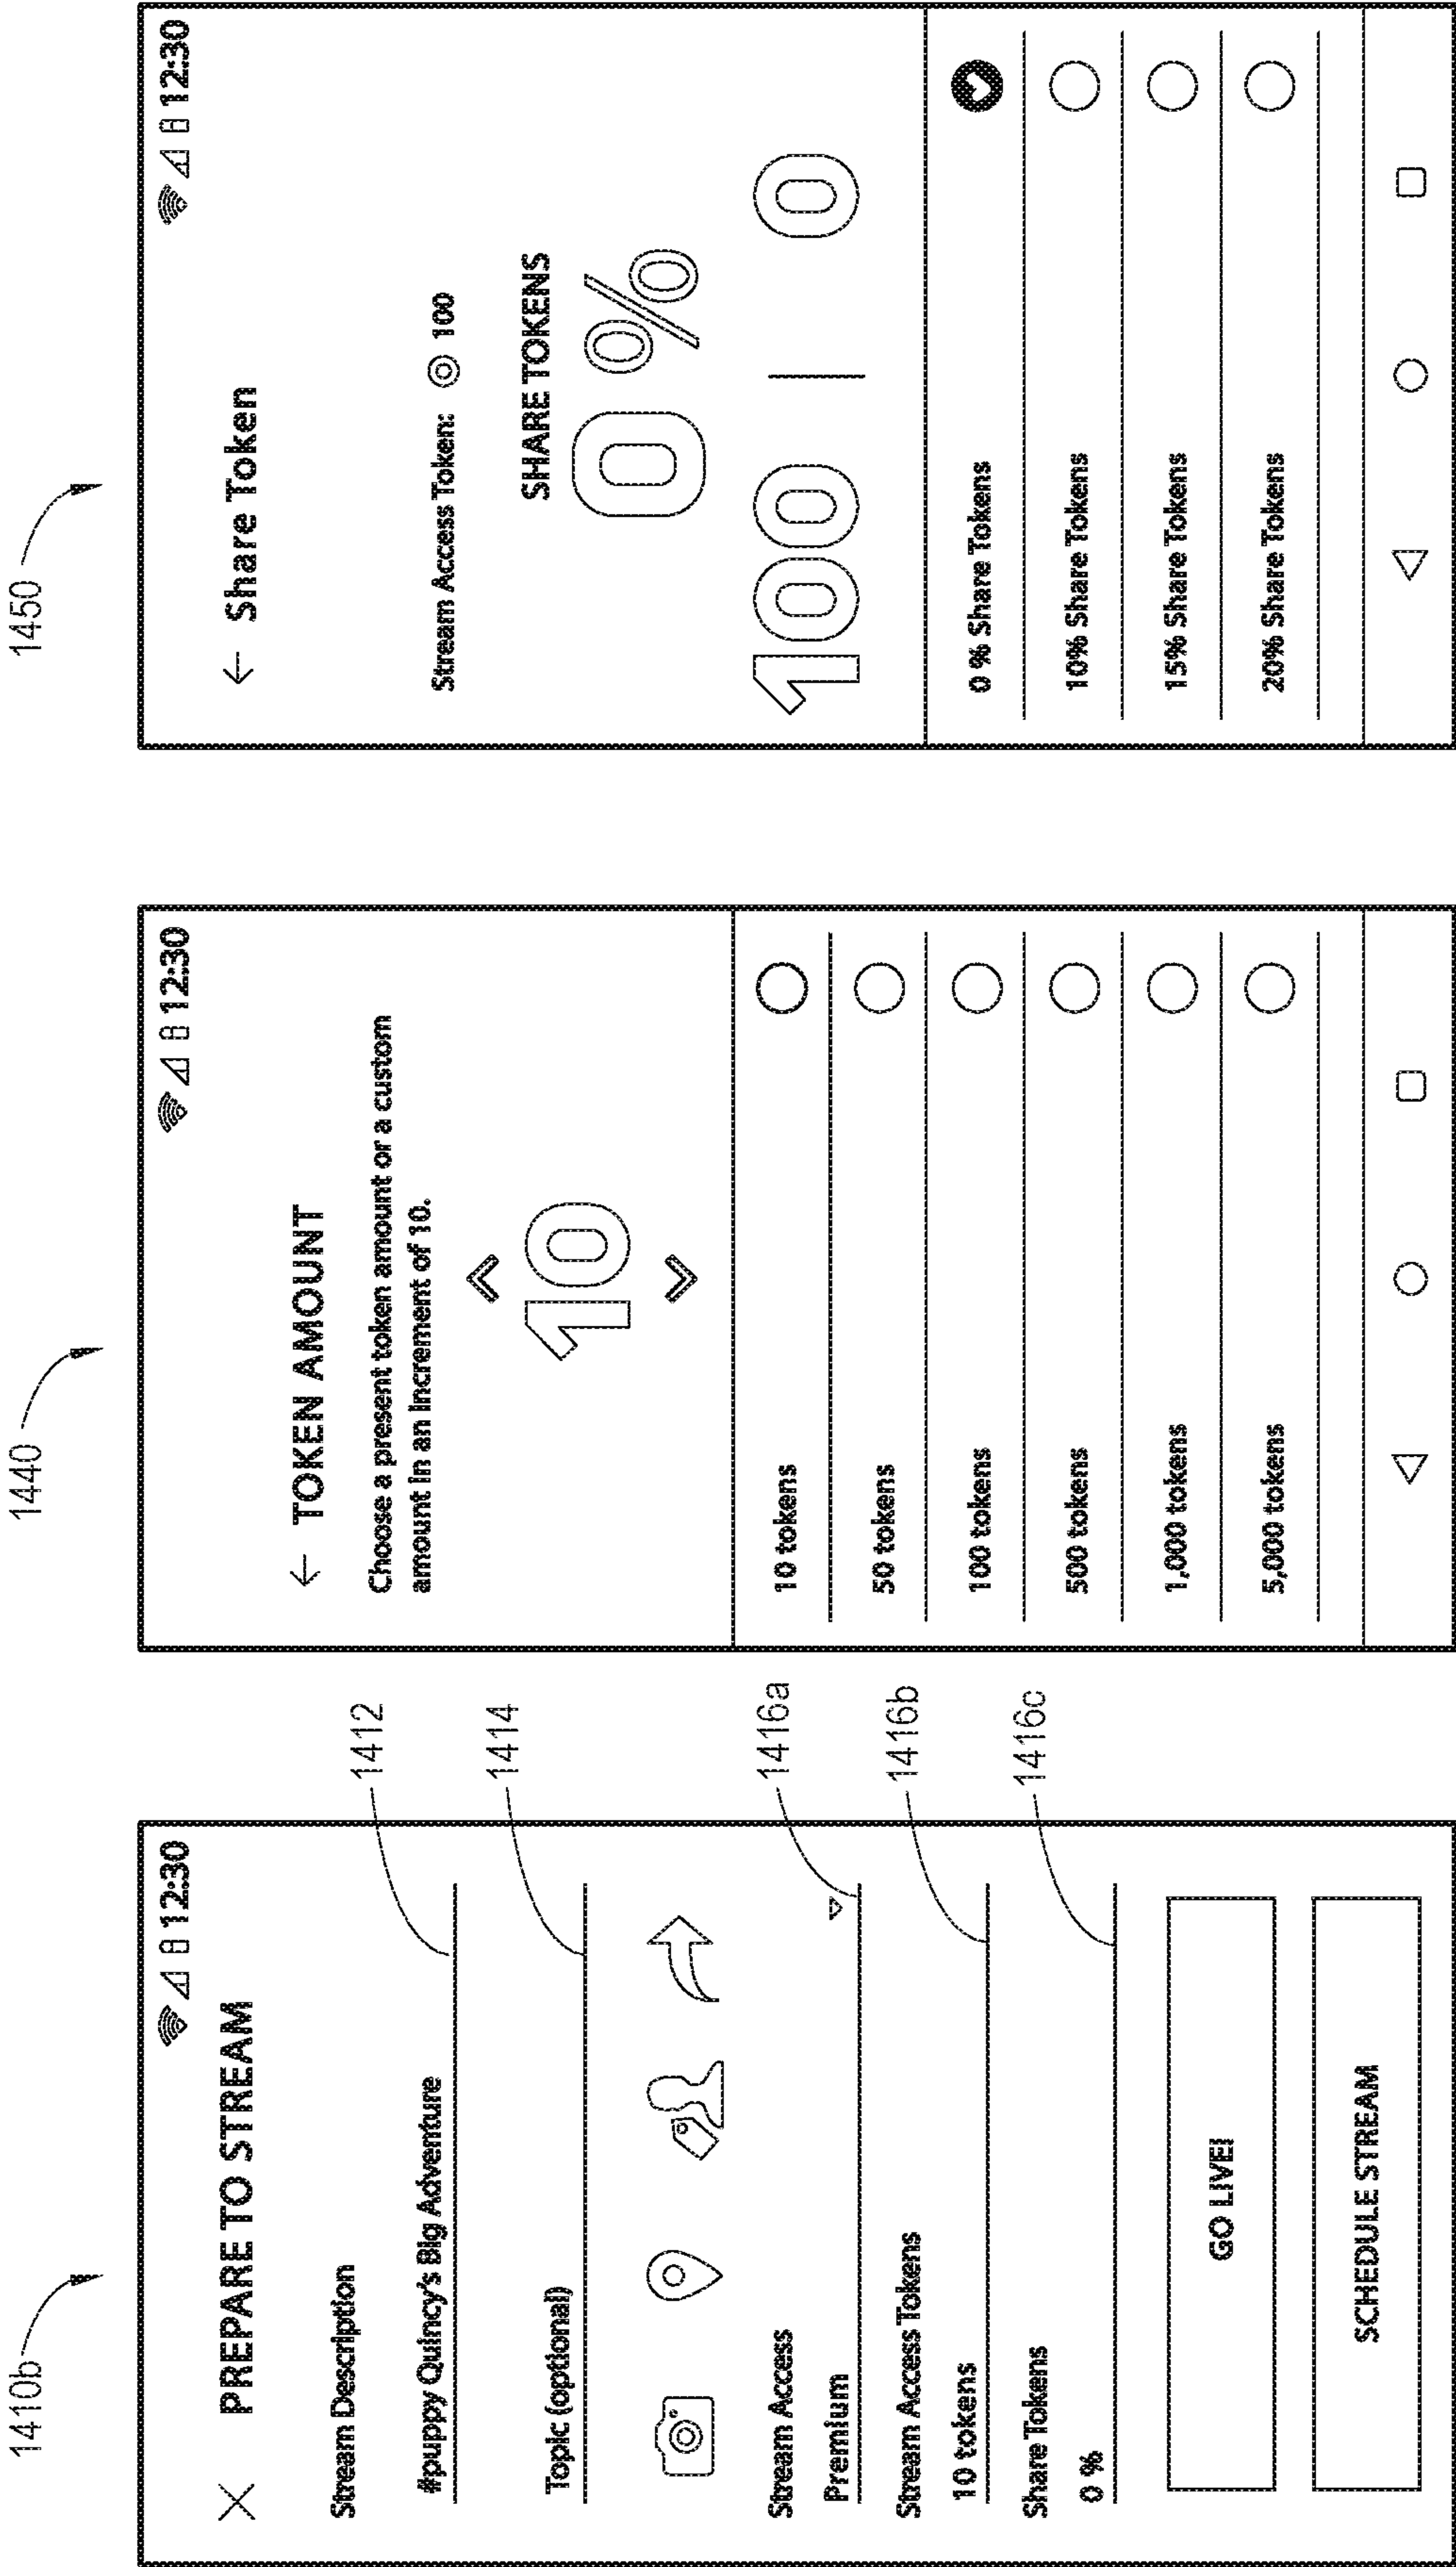 1410b
12:30
PREPARE TO STREAM
Stream Description
#puppy Quincy's Big Adventure
1412
Topic (optional)
1414
Stream Access
Premium
1416a
Stream Access Tokens
10 tokens
1416b
Share Tokens
0 %
1416c
GO LIVE!
SCHEDULE STREAM
1440
12:30
TOKEN AMOUNT
Choose a present token amount or a custom
amount in an increment of 10.
10
10 tokens
50 tokens
100 tokens
500 tokens
1,000 tokens
5,000 tokens
1450
12:30
Share Token
Stream Access Token: 100
SHARE TOKENS
0 %
100 | 0
0 % Share Tokens
10% Share Tokens
15% Share Tokens
20% Share Tokens